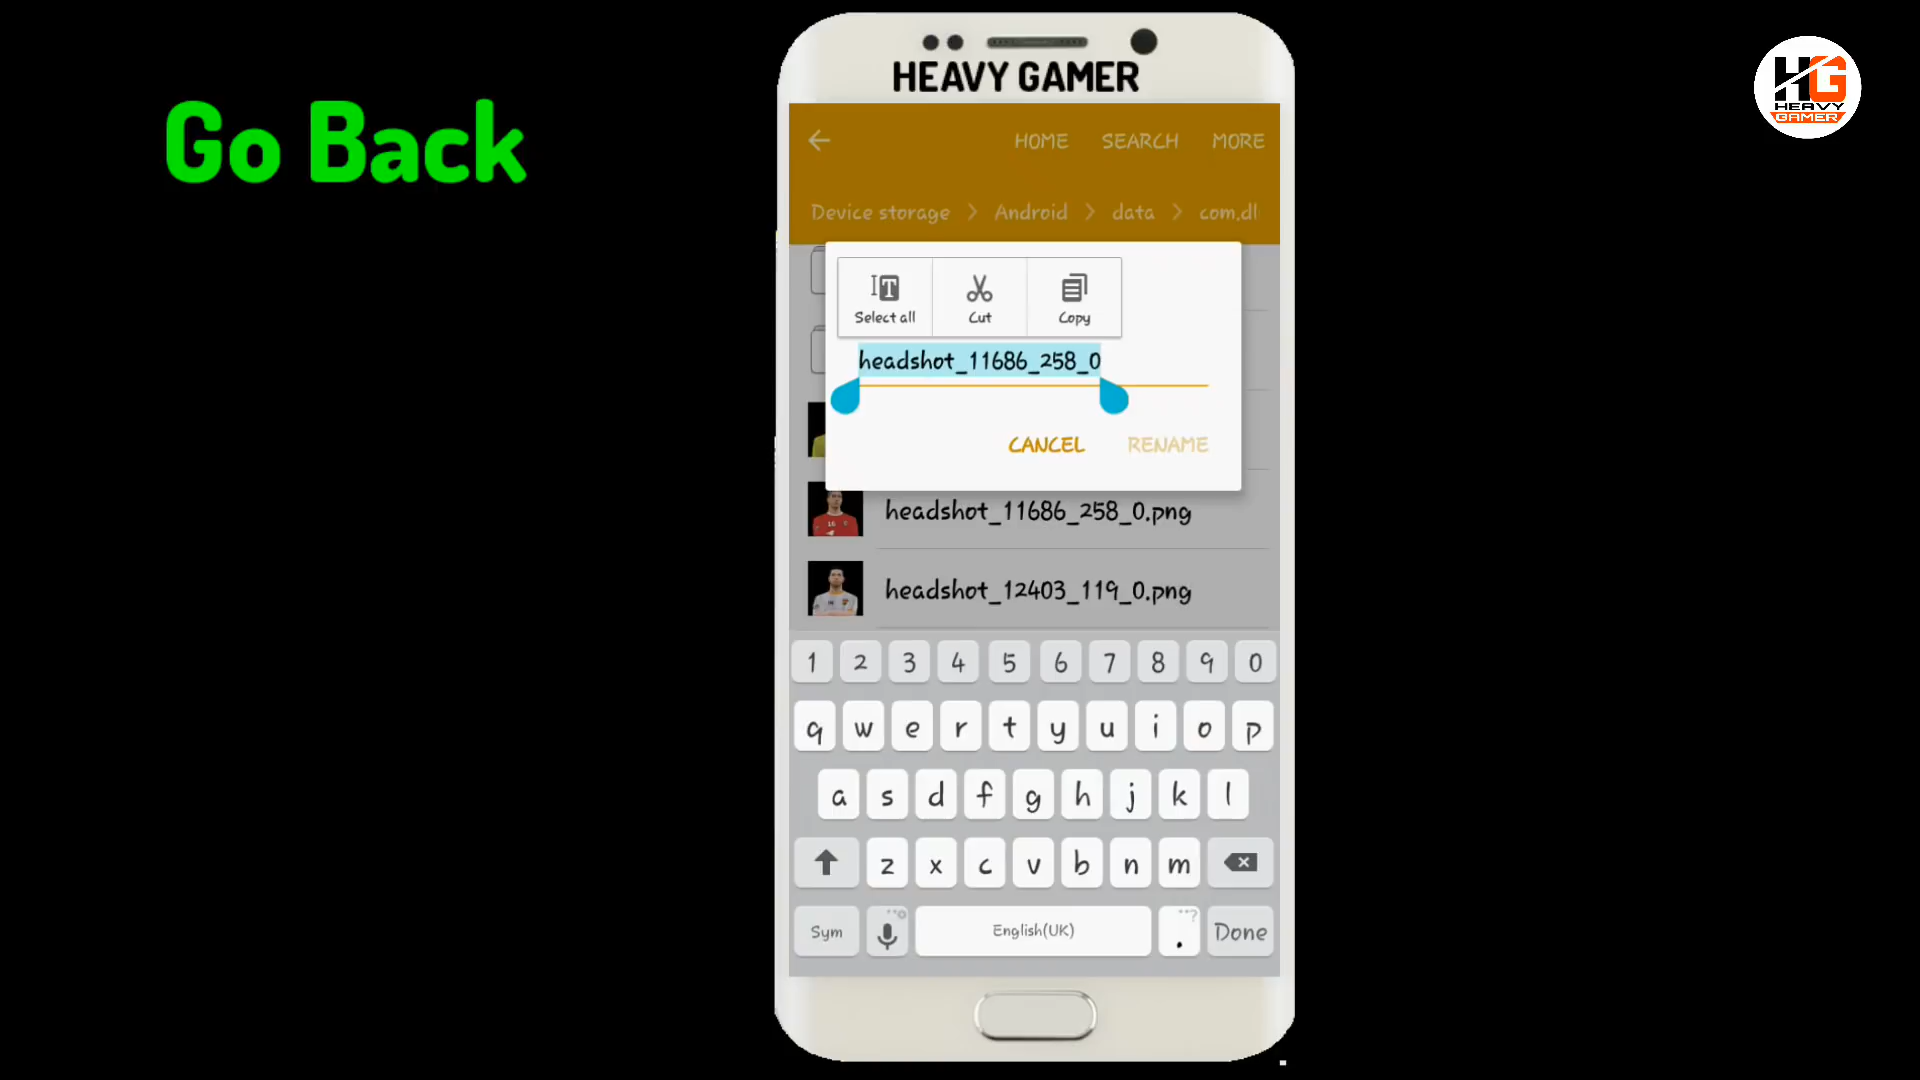 Go Back
HEAVY GAMER
HG
HEAVY
GAMER
HOME SEARCH MORE
Device storage > Android > data > com.dl
Select all Cut Copy
headshot_11686_258_0
CANCEL RENAME
headshot_11686_258_0.png
headshot_12403_119_0.png
1 2 3 4 5 6 7 8 9 0
q w e r t y u i o p
a s d f g h j k l
z x c v b n m
Sym English(UK) . Done